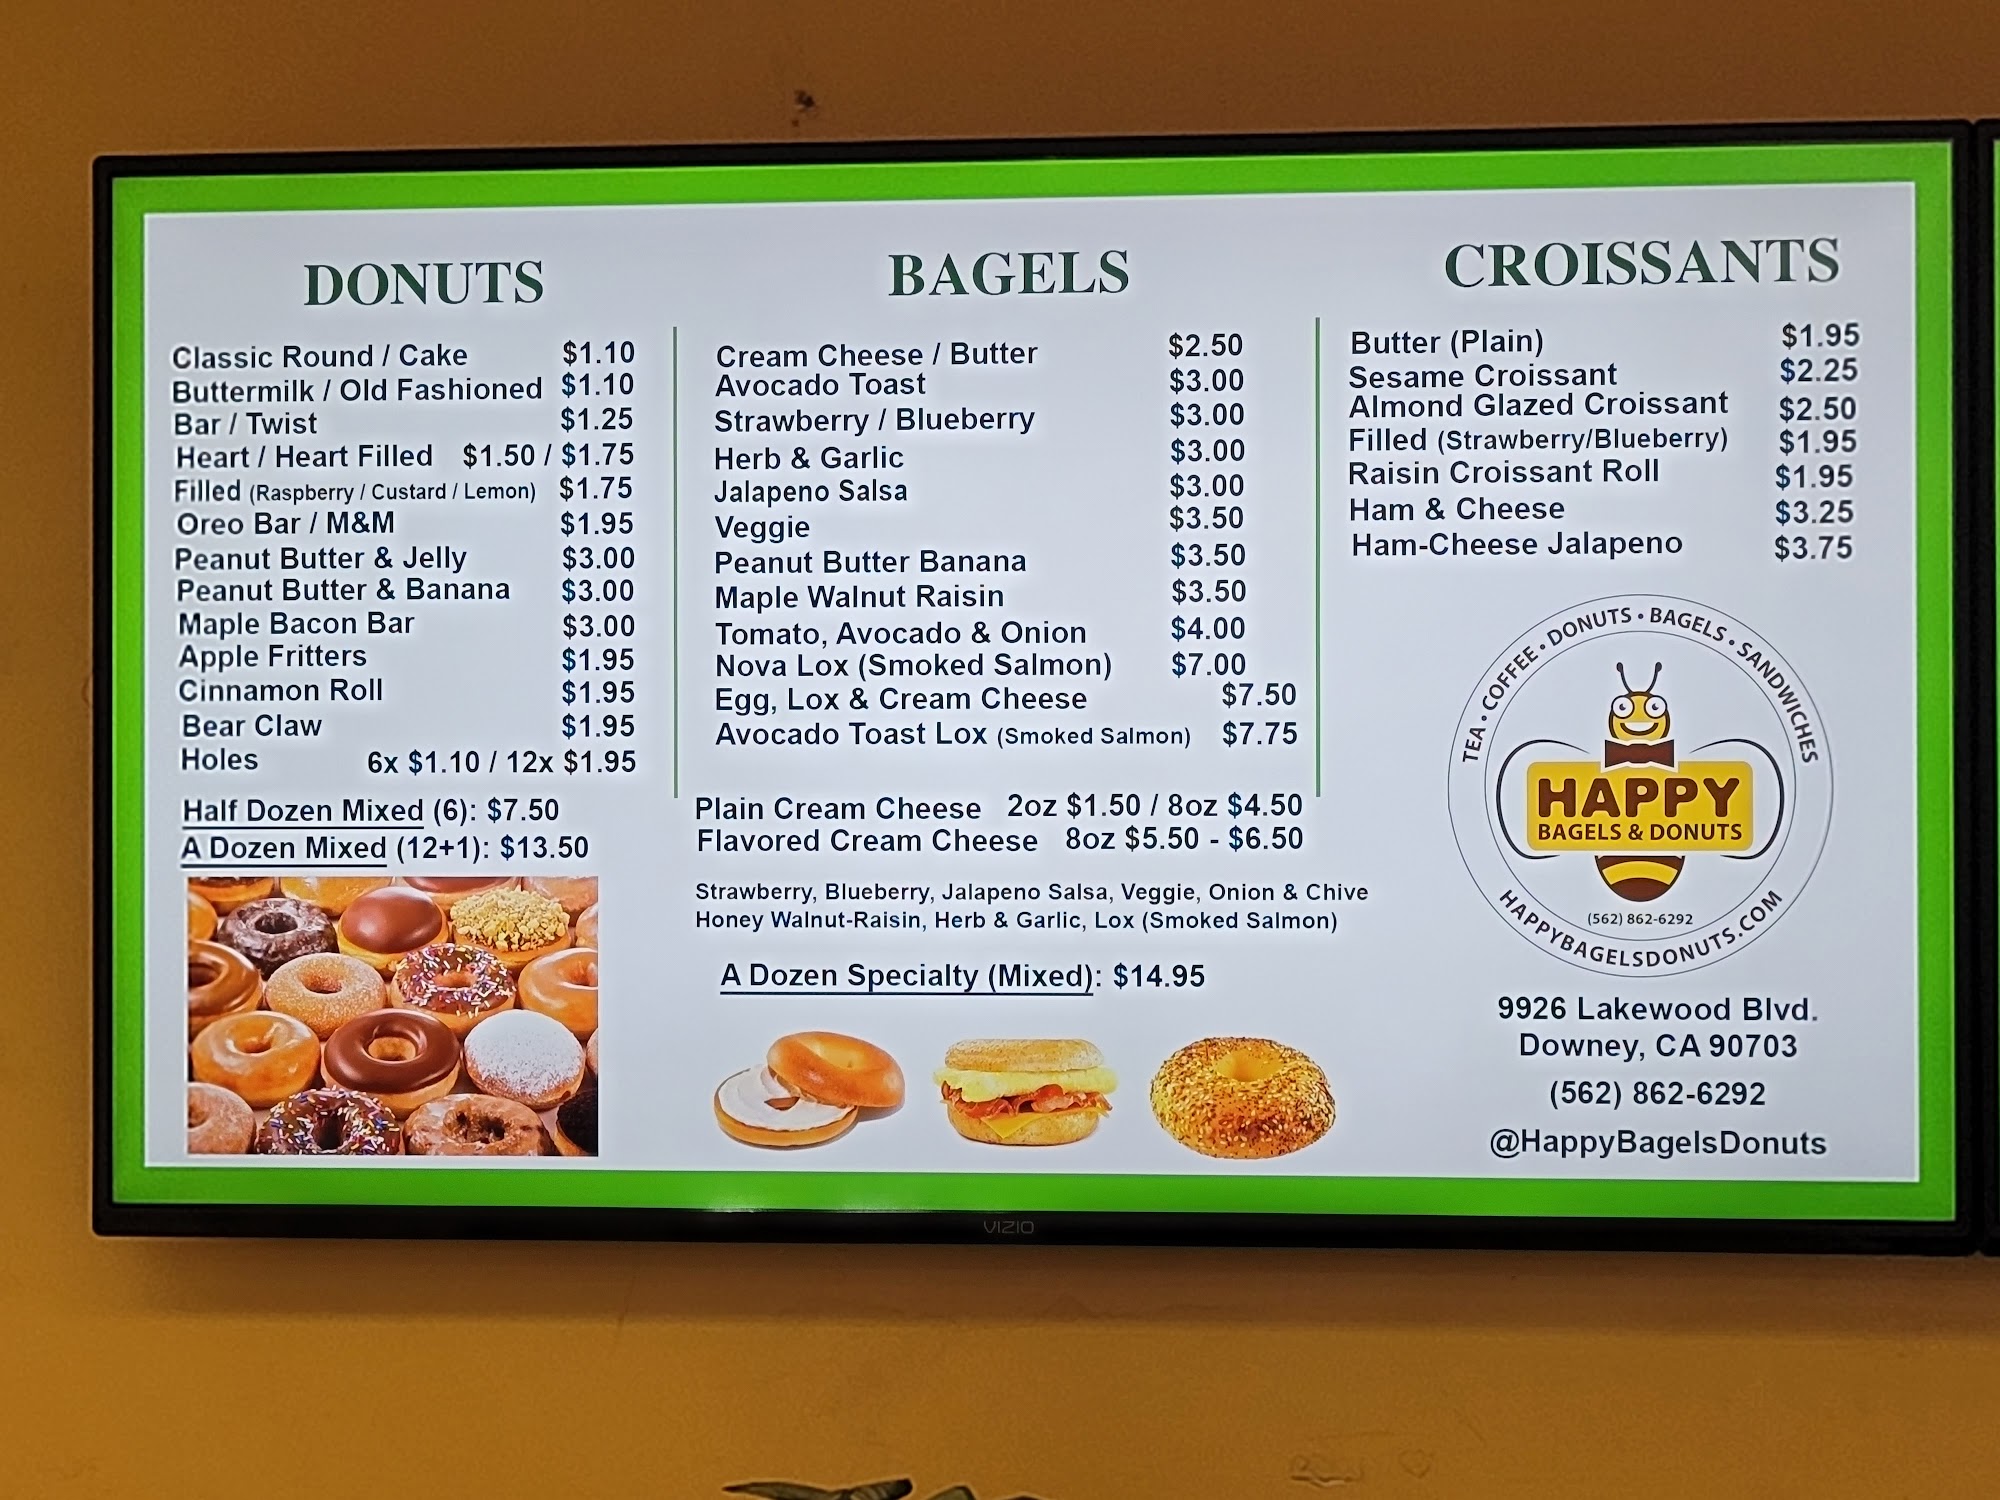 DONUTS
Classic Round / Cake $1.10
Buttermilk / Old Fashioned $1.10
Bar / Twist $1.25
Heart / Heart Filled $1.50 / $1.75
Filled (Raspberry / Custard / Lemon) $1.75
Oreo Bar / M&M $1.95
Peanut Butter & Jelly $3.00
Peanut Butter & Banana $3.00
Maple Bacon Bar $3.00
Apple Fritters $1.95
Cinnamon Roll $1.95
Bear Claw $1.95
Holes 6x $1.10 / 12x $1.95
Half Dozen Mixed (6): $7.50
A Dozen Mixed (12+1): $13.50
BAGELS
Cream Cheese / Butter $2.50
Avocado Toast $3.00
Strawberry / Blueberry $3.00
Herb & Garlic $3.00
Jalapeno Salsa $3.00
Veggie $3.50
Peanut Butter Banana $3.50
Maple Walnut Raisin $3.50
Tomato, Avocado & Onion $4.00
Nova Lox (Smoked Salmon) $7.00
Egg, Lox & Cream Cheese $7.50
Avocado Toast Lox (Smoked Salmon) $7.75
Plain Cream Cheese 2oz $1.50 / 8oz $4.50
Flavored Cream Cheese 8oz $5.50 - $6.50
Strawberry, Blueberry, Jalapeno Salsa, Veggie, Onion & Chive
Honey Walnut-Raisin, Herb & Garlic, Lox (Smoked Salmon)
A Dozen Specialty (Mixed): $14.95
CROISSANTS
Butter (Plain) $1.95
Sesame Croissant $2.25
Almond Glazed Croissant $2.50
Filled (Strawberry/Blueberry) $1.95
Raisin Croissant Roll $1.95
Ham & Cheese $3.25
Ham-Cheese Jalapeno $3.75
TEA • COFFEE • DONUTS • BAGELS • SANDWICHES
HAPPY
BAGELS & DONUTS
(562) 862-6292
HAPPYBAGELSDONUTS.COM
9926 Lakewood Blvd.
Downey, CA 90703
(562) 862-6292
@HappyBagelsDonuts
VIZIO